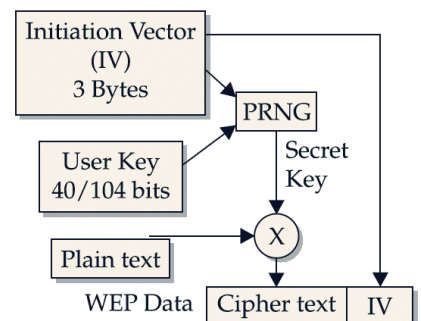 Initiation Vector
(IV)
3 Bytes
PRNG
User Key
40/104 bits
Secret
Key
X
Plain text
WEP Data
Cipher text
IV